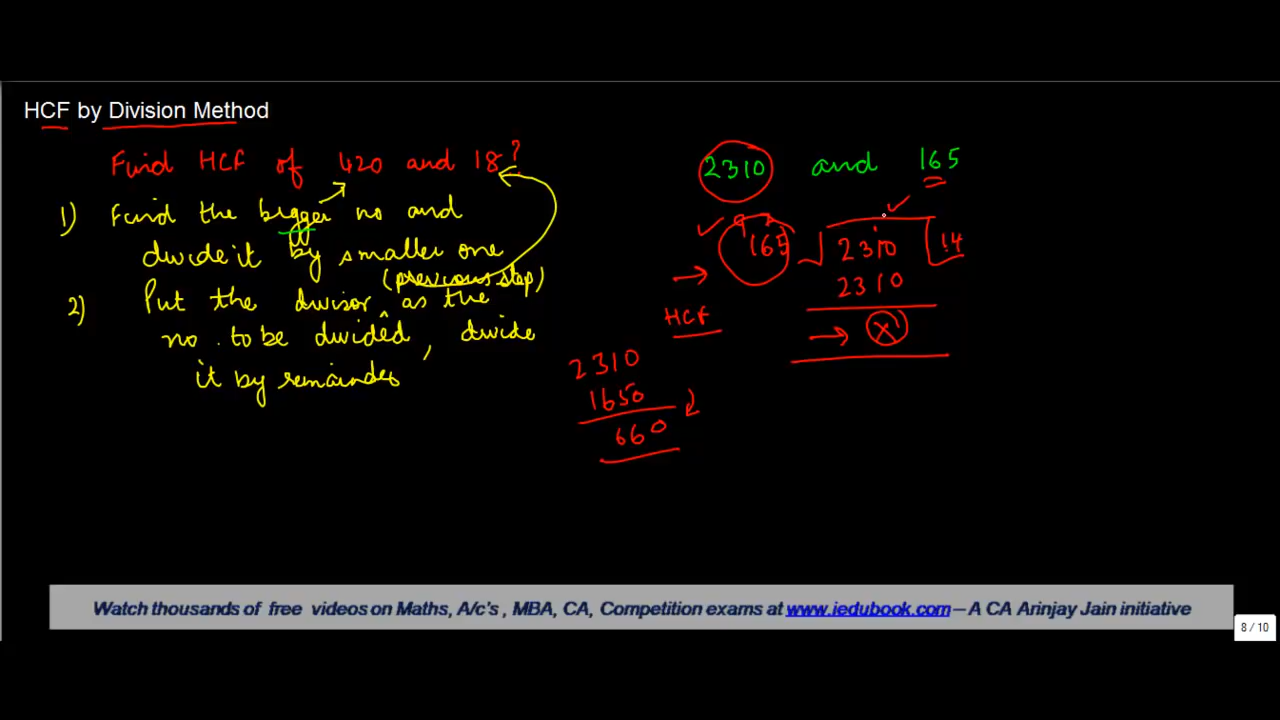 HCF by Division Method
Find HCF of 420 and 18?
1) Find the bigger no and
divide it by smaller one
(previous step)
2) Put the divisor as the
no. to be divided, divide
it by remainder
2310 and 165
165 2310 14
2310
X
HCF
2310
1650
660
Watch thousands of free videos on Maths, A/c's, MBA, CA, Competition exams at www.iedubook.com – A CA Arinjay Jain initiative
8 / 10